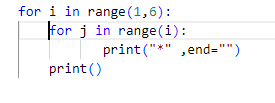 for i in range(1,6):
    for j in range(i):
            print("*" ,end="")
    print()